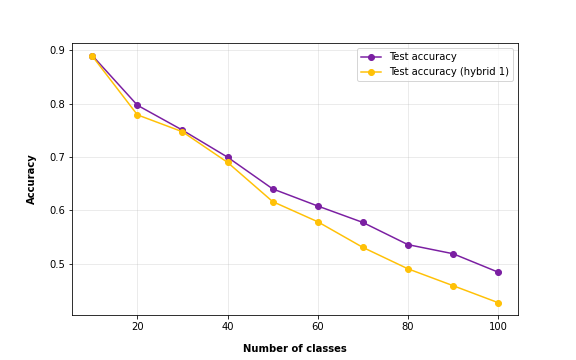 0.9
0.8
0.7
0.6
0.5
Accuracy
Test accuracy
Test accuracy (hybrid 1)
20 40 60 80 100
Number of classes